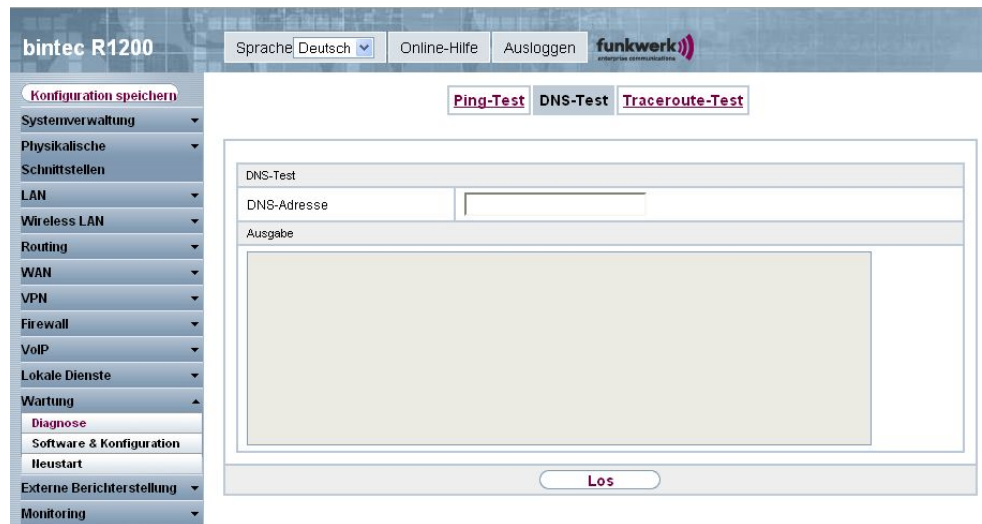 bintec R1200
Sprache Deutsch
Online-Hilfe
Ausloggen
funkwerk
enterprise communications
Konfiguration speichern
Systemverwaltung
Physikalische
Schnittstellen
LAN
Wireless LAN
Routing
WAN
VPN
Firewall
VoIP
Lokale Dienste
Wartung
Diagnose
Software & Konfiguration
Neustart
Externe Berichterstellung
Monitoring
Ping-Test
DNS-Test
Traceroute-Test
DNS-Test
DNS-Adresse
Ausgabe
Los